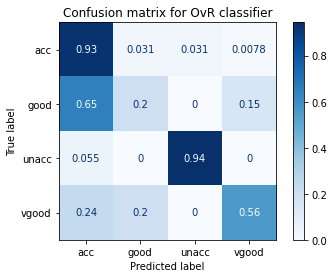 Confusion matrix for OvR classifier
True label
acc 0.93 0.031 0.031 0.0078
good 0.65 0.2 0 0.15
unacc 0.055 0 0.94 0
vgood 0.24 0.2 0 0.56
acc good unacc vgood
Predicted label
0.8
0.6
0.4
0.2
0.0